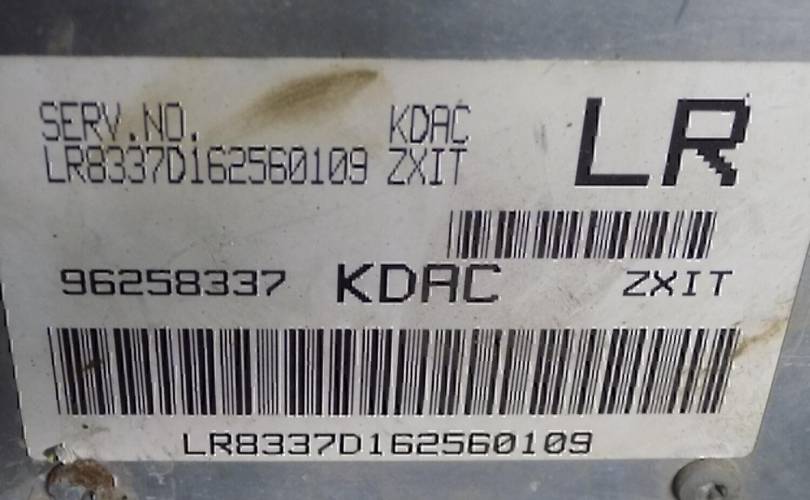 SERV.NO. KDAC LR
LR8337D162560109 ZXIT
96258337 KDAC ZXIT
LR8337D162560109